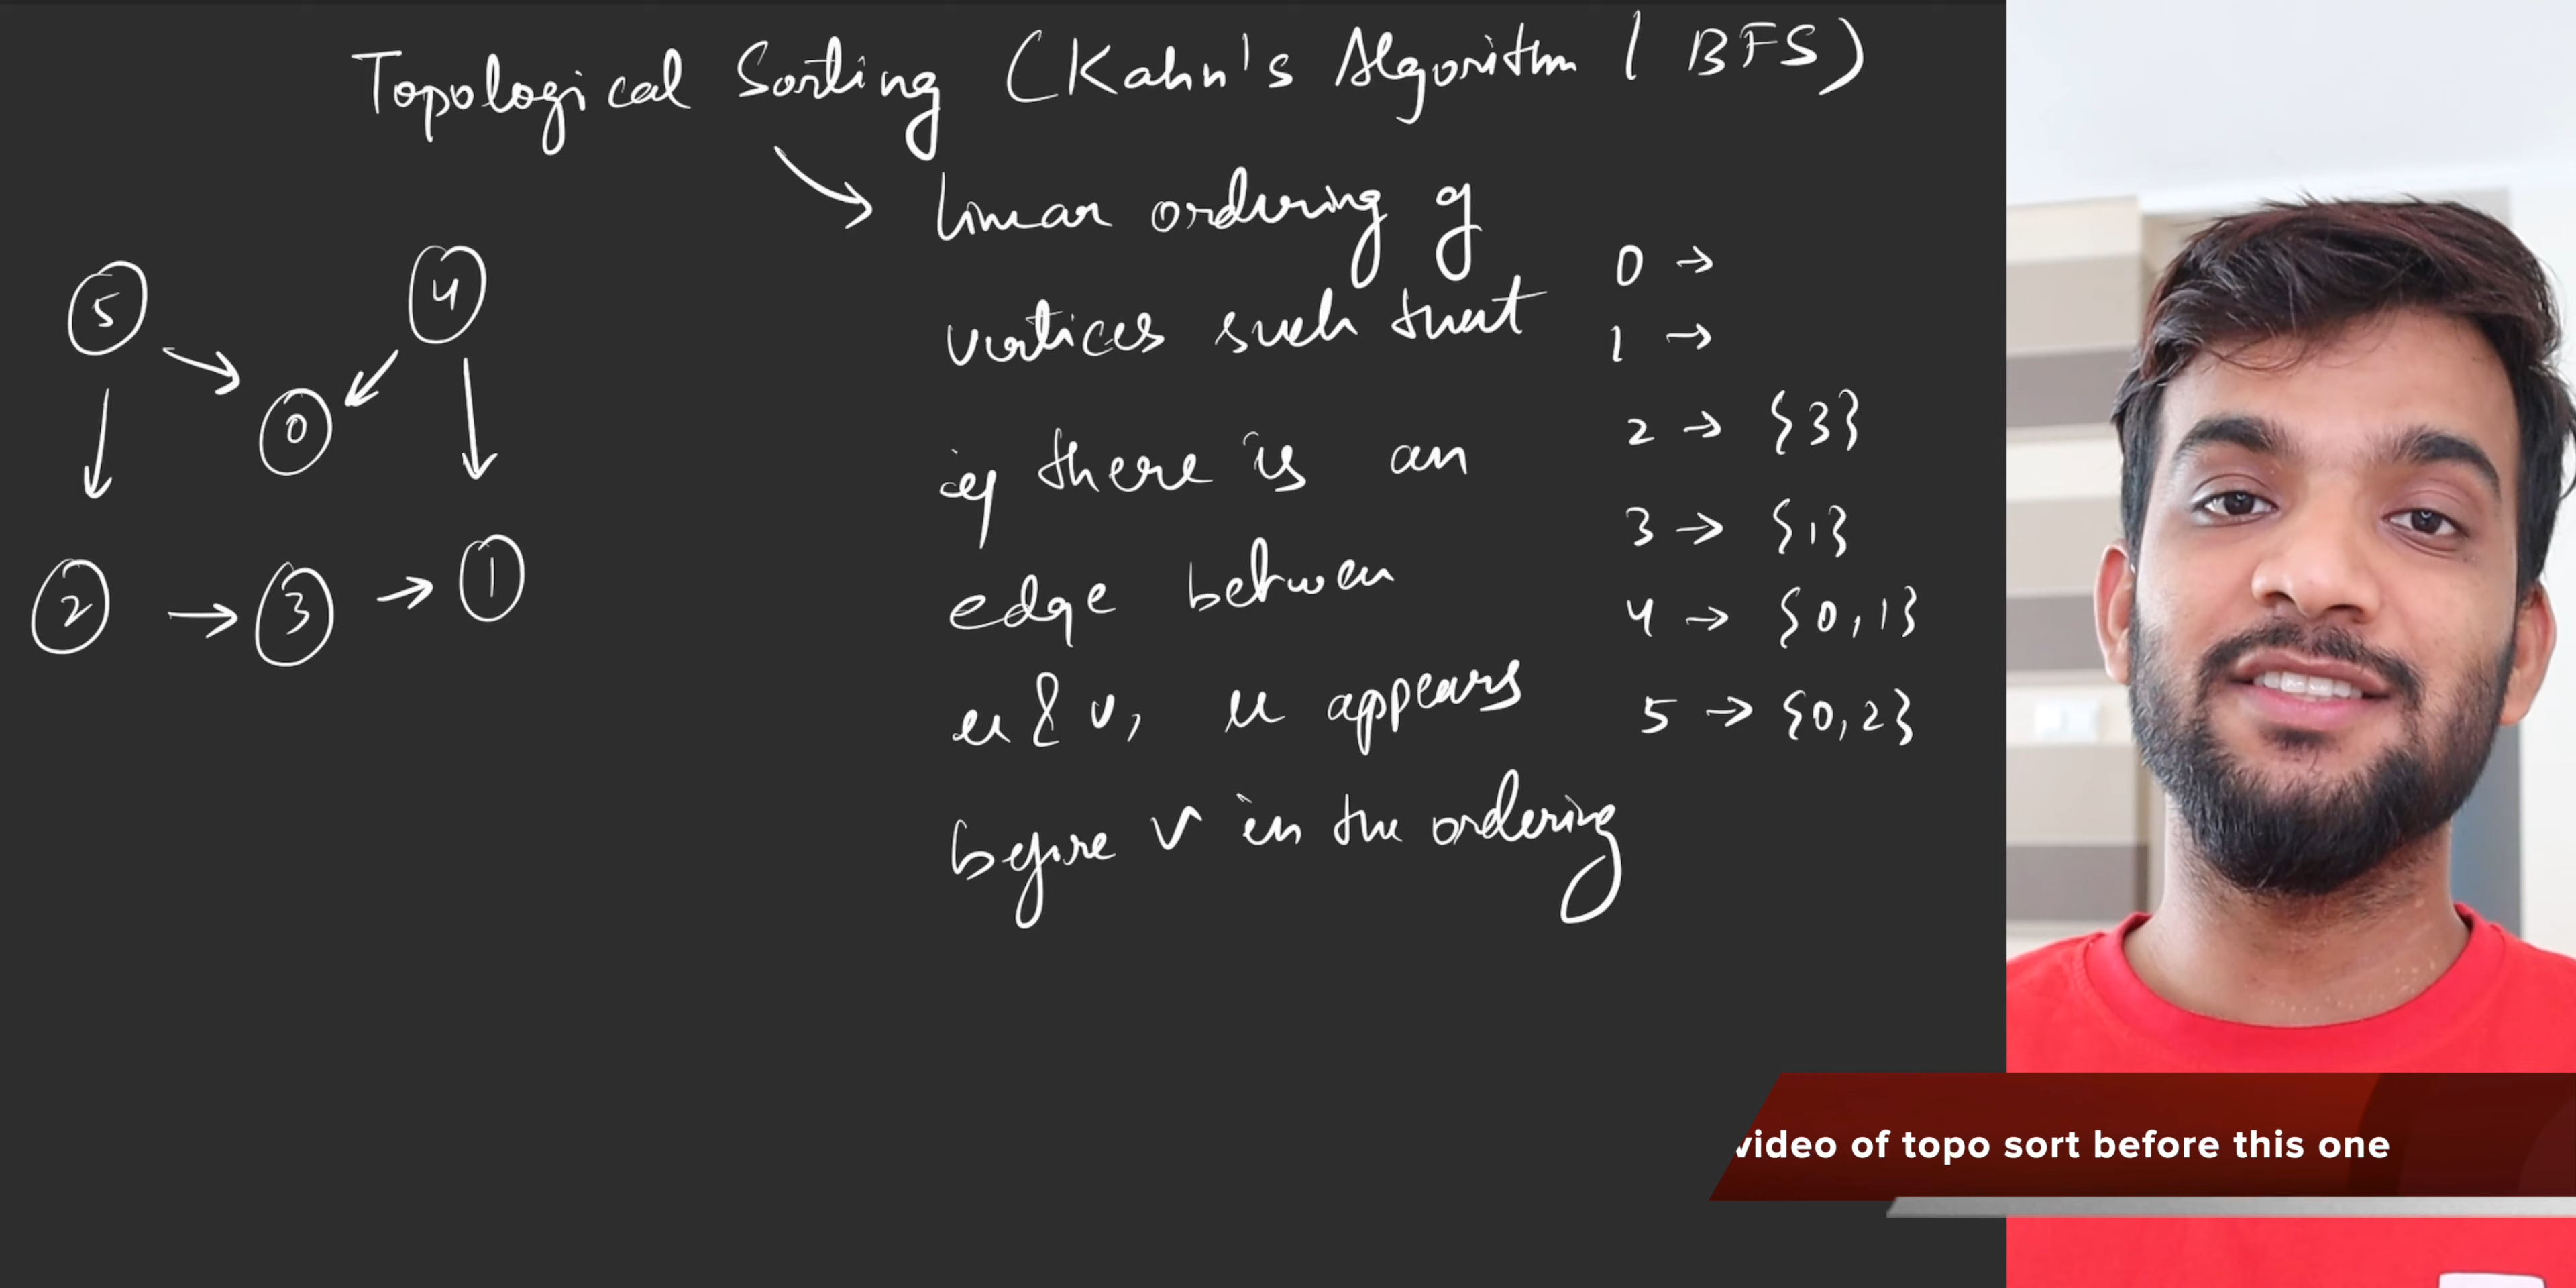 Topological Sorting (Kahn's Algorithm | BFS)
linear ordering of
vertices such that
if there is an
edge between
u & v, u appears
before v in the ordering
5
4
0
2
3
1
0 →
1 →
2 → {3}
3 → {1}
4 → {0,1}
5 → {0,2}
video of topo sort before this one